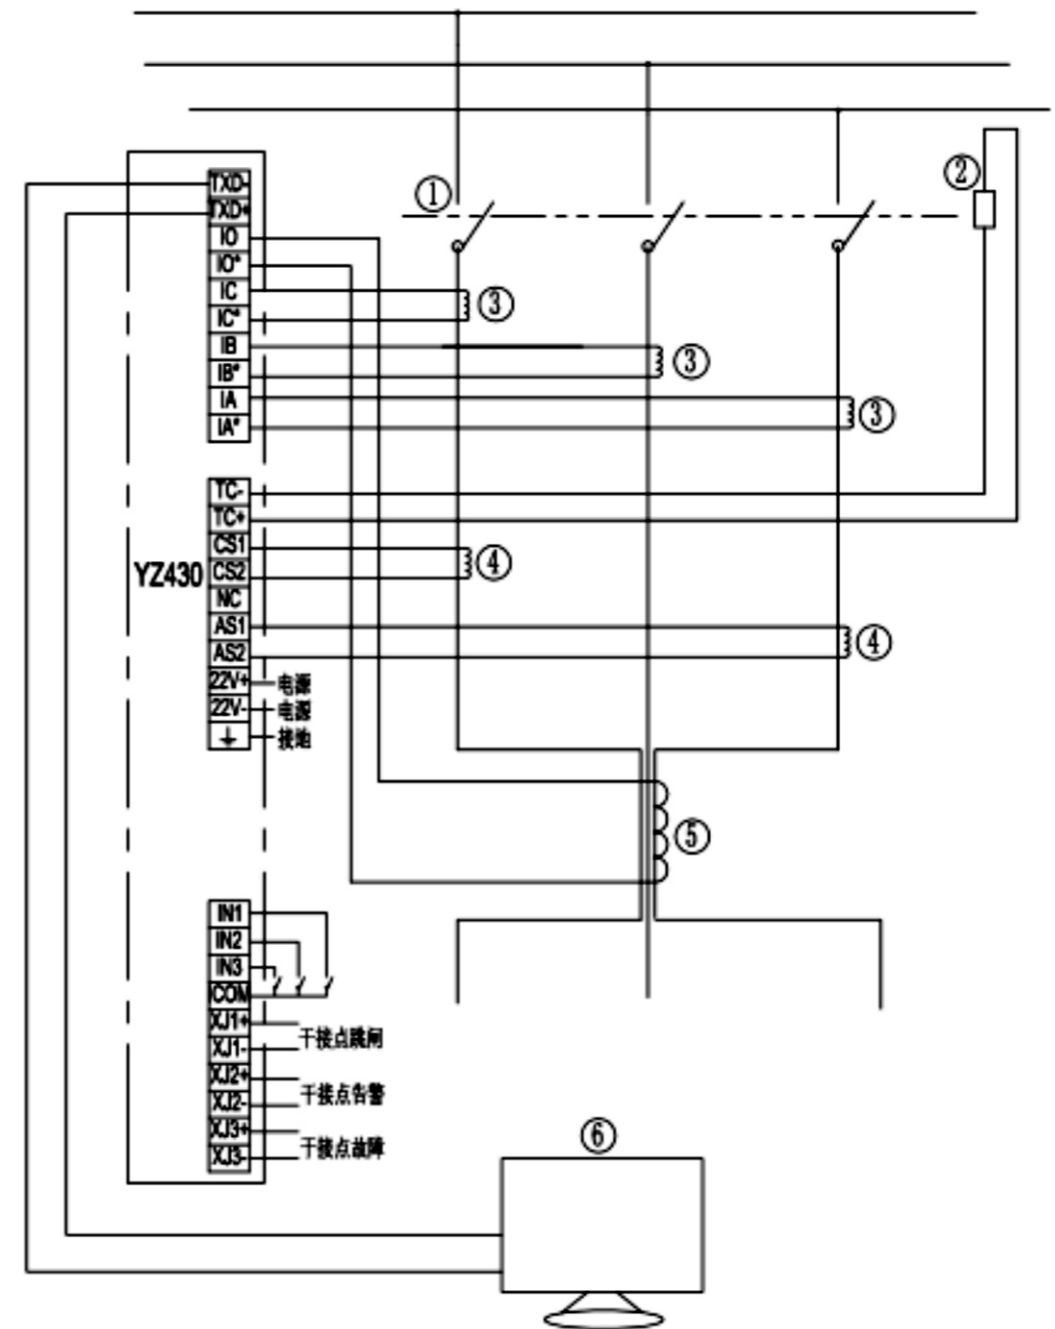 TXD-
TXD+
IO
IO*
IC
IC*
IB
IB*
IA
IA*
TC-
TC+
CS1
CS2
NC
AS1
AS2
22V+ 电源
22V- 电源
接地
YZ430
IN1
IN2
IN3
COM
XJ1+
XJ1-
干接点跳闸
XJ2+
XJ2-
干接点告警
XJ3+
XJ3-
干接点故障
①
②
③
③
③
④
④
⑤
⑥